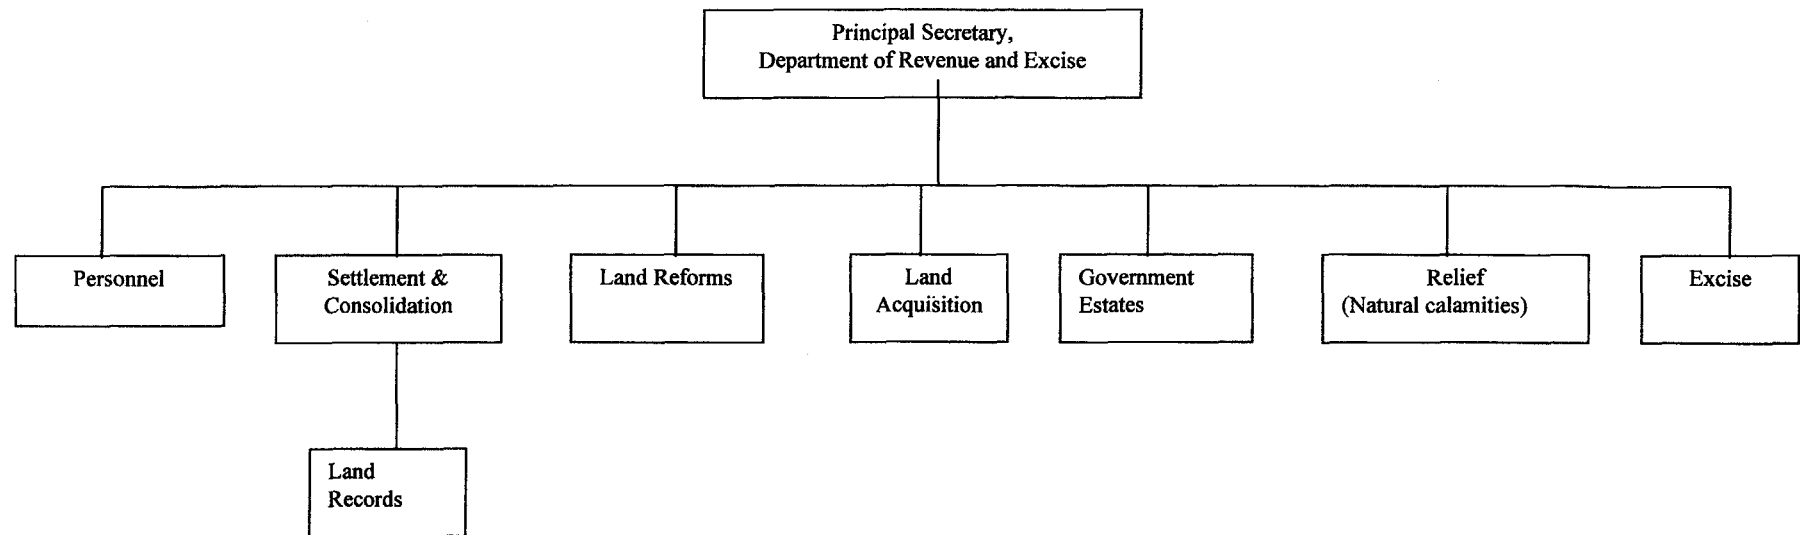 Principal Secretary,
Department of Revenue and Excise
Personnel
Settlement &
Consolidation
Land Reforms
Land
Acquisition
Government
Estates
Relief
(Natural calamities)
Excise
Land
Records